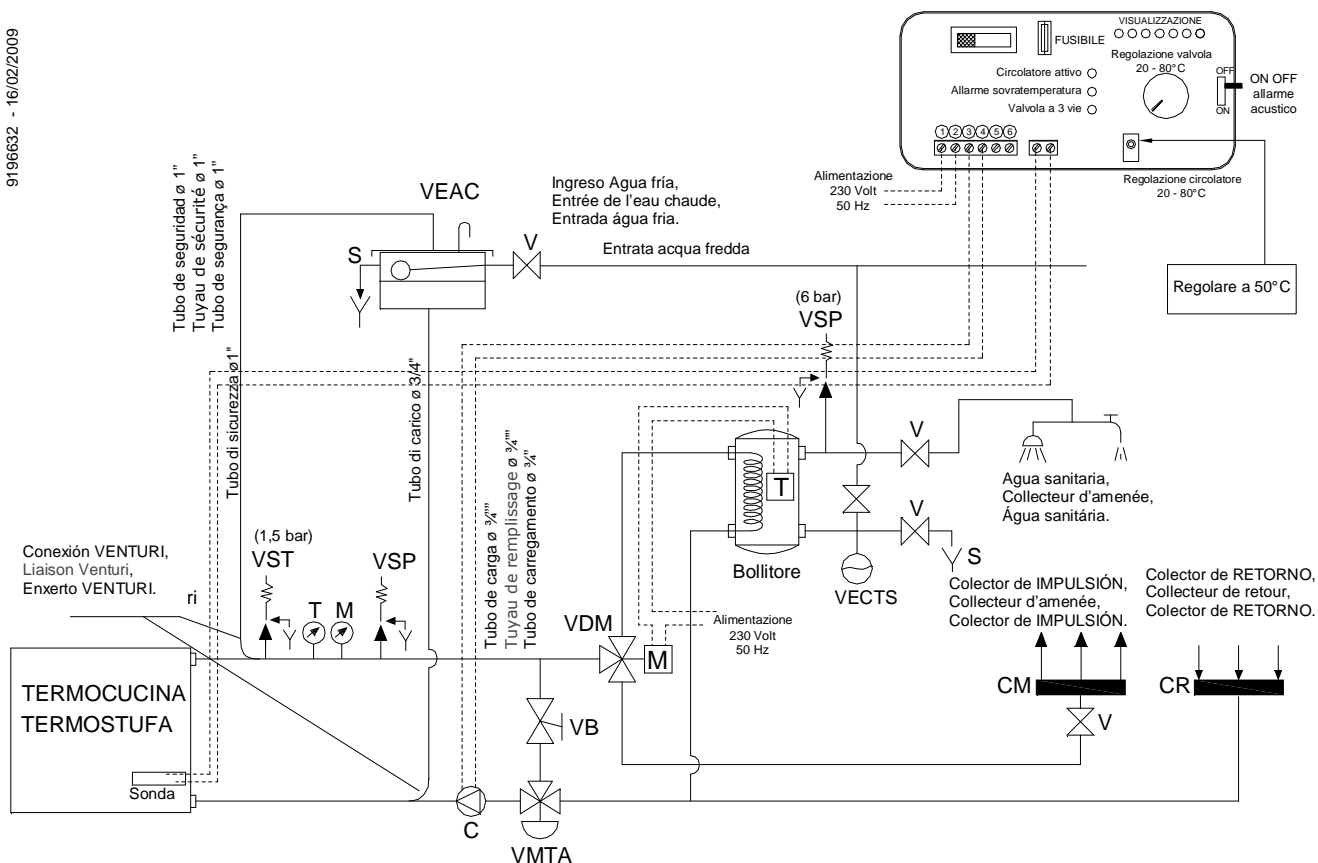 9196632 - 16/02/2009
VISUALIZZAZIONE
FUSIBILE
Regolazione valvola
20 - 80°C
Circolatore attivo
Allarme sovratemperatura
Valvola a 3 vie
OFF
ON
ON OFF
allarme
acustico
1 2 3 4 5 6
Alimentazione
230 Volt
50 Hz
Regolazione circolatore
20 - 80°C
Regolare a 50°C
Tubo de seguridad ø 1"
Tuyau de sécurité ø 1"
Tubo de segurança ø 1"
VEAC
Ingreso Agua fría,
Entrée de l'eau chaude,
Entrada água fria.
S
V
Entrata acqua fredda
(6 bar)
VSP
Tubo di sicurezza ø1"
Tubo di carico ø 3/4"
V
T
Agua sanitaria,
Collecteur d'amenée,
Água sanitária.
Tubo de carga ø ¾""
Tuyau de remplissage ø ¾""
Tubo de carregamento ø ¾"
V
S
Bollitore
VECTS
Conexión VENTURI,
Liaison Venturi,
Enxerto VENTURI.
ri
(1,5 bar)
VST
T
M
VSP
VDM
M
Alimentazione
230 Volt
50 Hz
Colector de IMPULSIÓN,
Collecteur d'amenée,
Colector de IMPULSIÓN.
Colector de RETORNO,
Collecteur de retour,
Colector de RETORNO.
CM
CR
V
TERMOCUCINA
TERMOSTUFA
VB
Sonda
C
VMTA